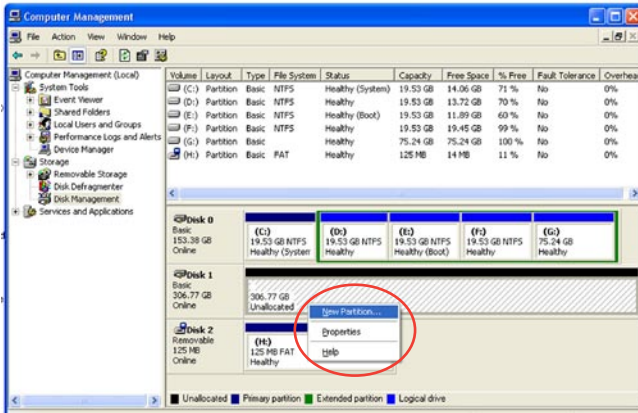 Computer Management
File Action View Window Help
Computer Management (Local)
System Tools
Event Viewer
Shared Folders
Local Users and Groups
Performance Logs and Alerts
Device Manager
Storage
Removable Storage
Disk Defragmenter
Disk Management
Services and Applications
Volume Layout Type File System Status Capacity Free Space % Free Fault Tolerance Overhea
(C:) Partition Basic NTFS Healthy (System) 19.53 GB 14.06 GB 71 % No 0%
(D:) Partition Basic NTFS Healthy 19.53 GB 13.72 GB 70 % No 0%
(E:) Partition Basic NTFS Healthy (Boot) 19.53 GB 11.89 GB 60 % No 0%
(F:) Partition Basic NTFS Healthy 19.53 GB 19.45 GB 99 % No 0%
(G:) Partition Basic Healthy 75.24 GB 75.24 GB 100 % No 0%
(H:) Partition Basic FAT Healthy 125 MB 14 MB 11 % No 0%
Disk 0
Basic
153.38 GB
Online
(C:)
19.53 GB NTFS
Healthy (System
(D:)
19.53 GB NTFS
Healthy
(E:)
19.53 GB NTFS
Healthy (Boot)
(F:)
19.53 GB NTFS
Healthy
(G:)
75.24 GB
Healthy
Disk 1
Basic
306.77 GB
Online
306.77 GB
Unallocated
New Partition...
Properties
Help
Disk 2
Removable
125 MB
Online
(H:)
125 MB FAT
Healthy
Unallocated Primary partition Extended partition Logical drive